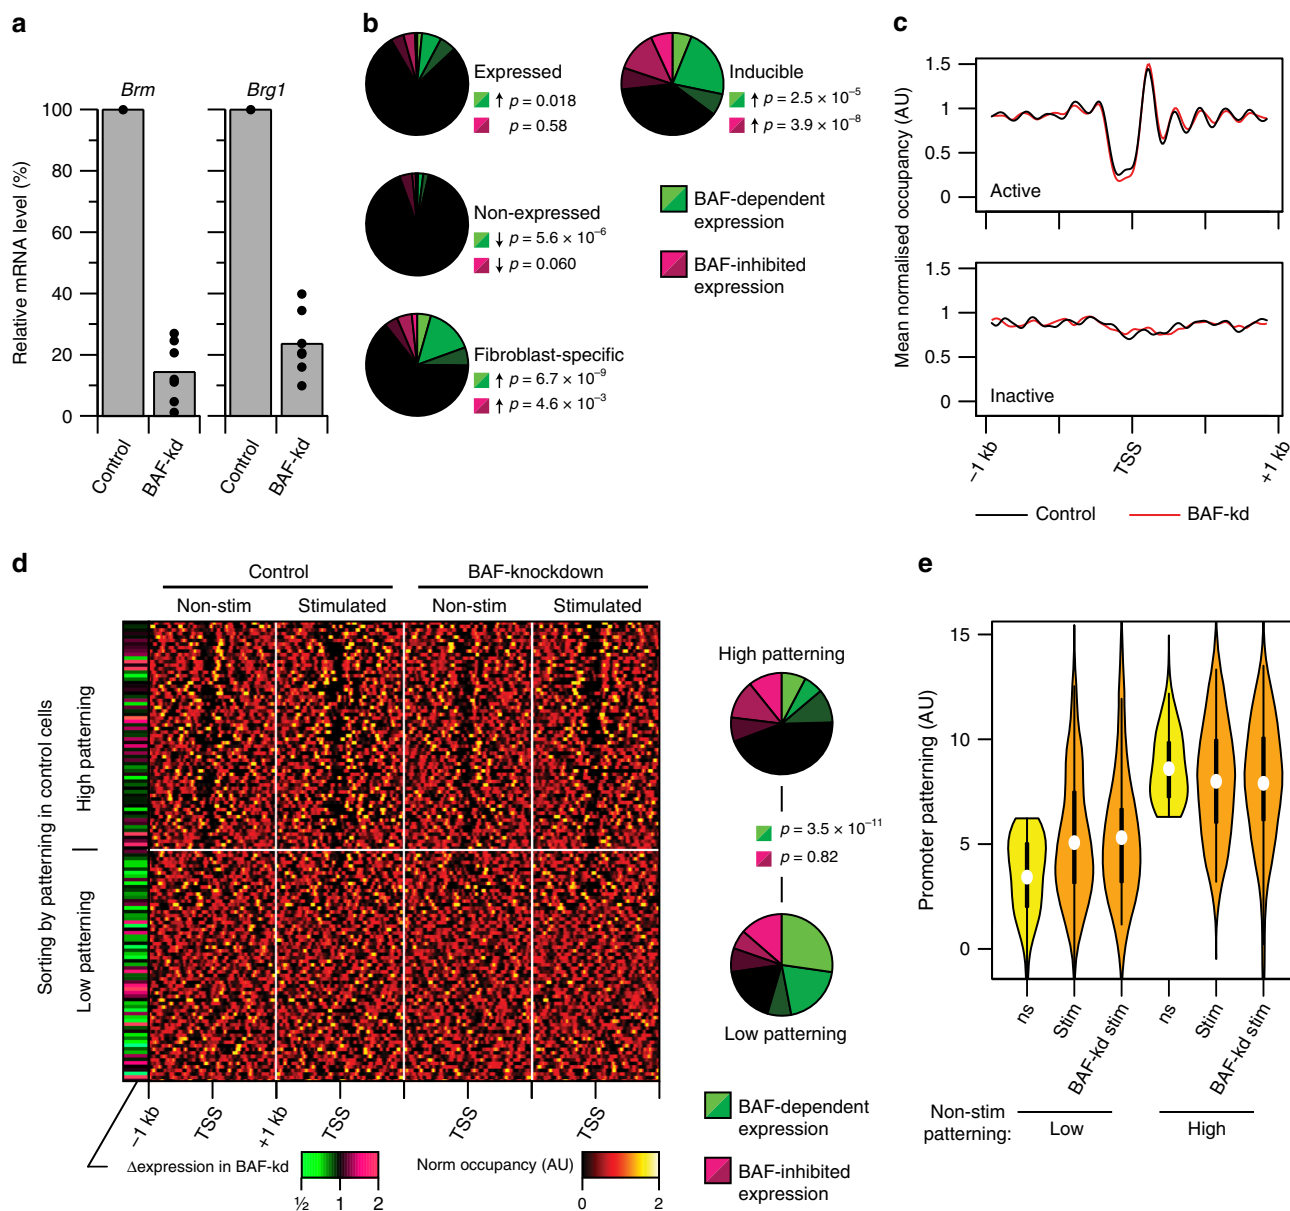 a
Brm
Brg1
Relative mRNA level (%)
100
80
60
40
20
0
Control
BAF-kd
Control
BAF-kd
b
Expressed
↑ p = 0.018
p = 0.58
Non-expressed
↓ p = 5.6 × 10⁻⁶
↓ p = 0.060
Fibroblast-specific
↑ p = 6.7 × 10⁻⁹
↑ p = 4.6 × 10⁻³
Inducible
↑ p = 2.5 × 10⁻⁵
↑ p = 3.9 × 10⁻⁸
BAF-dependent
expression
BAF-inhibited
expression
c
Mean normalised occupancy (AU)
1.5
1
0.5
0
Active
1.5
1
0.5
0
Inactive
−1 kb
TSS
+1 kb
Control
BAF-kd
d
Control
BAF-knockdown
Non-stim
Stimulated
Non-stim
Stimulated
Sorting by patterning in control cells
High patterning
Low patterning
−1 kb
TSS
+1 kb
TSS
TSS
TSS
Δexpression in BAF-kd
½
1
2
Norm occupancy (AU)
0
2
High patterning
p = 3.5 × 10⁻¹¹
p = 0.82
Low patterning
BAF-dependent
expression
BAF-inhibited
expression
e
Promoter patterning (AU)
15
10
5
0
ns
Stim
BAF-kd stim
ns
Stim
BAF-kd stim
Non-stim
patterning:
Low
High